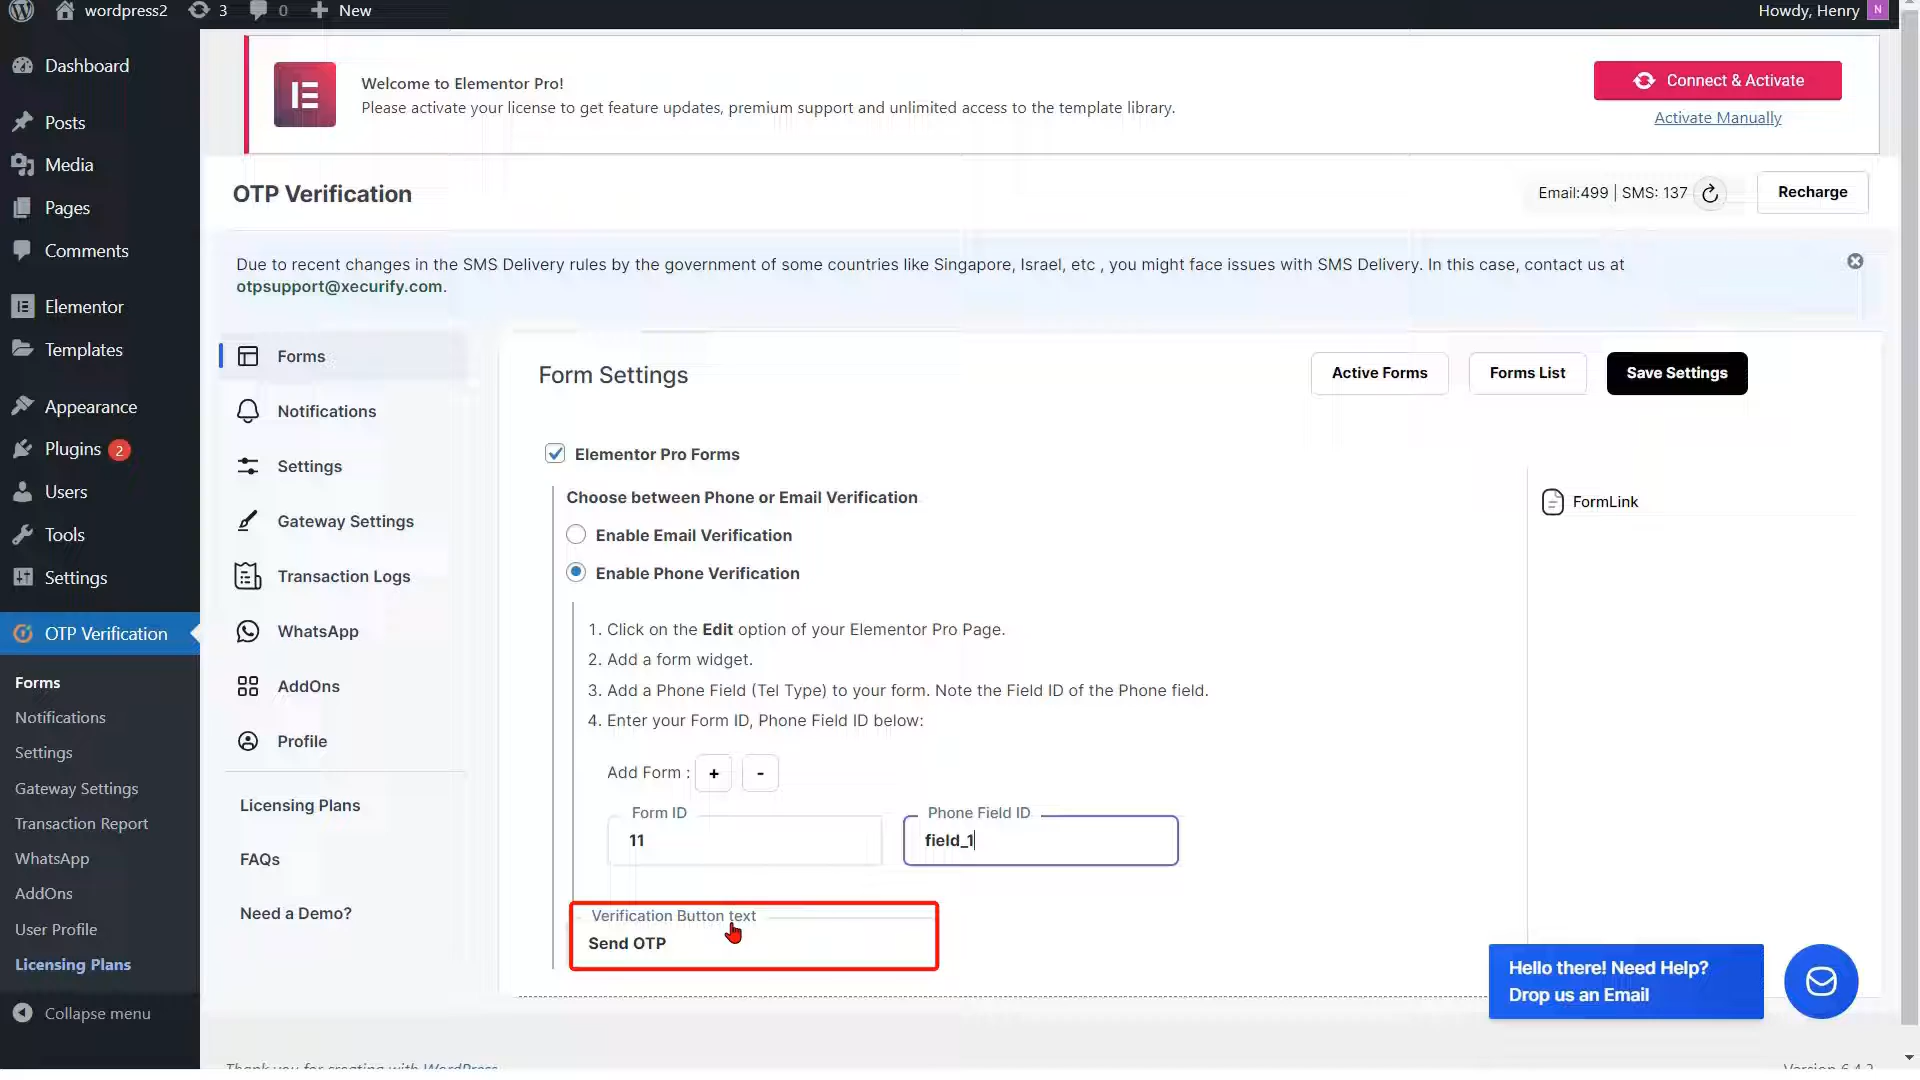 wordpress2
3
0
New
Howdy, Henry
N
Dashboard
Posts
Media
Pages
Comments
Elementor
Templates
Appearance
Plugins 2
Users
Tools
Settings
OTP Verification
Forms
Notifications
Settings
Gateway Settings
Transaction Report
WhatsApp
AddOns
User Profile
Licensing Plans
Collapse menu
Welcome to Elementor Pro!
Please activate your license to get feature updates, premium support and unlimited access to the template library.
Connect & Activate
Activate Manually
OTP Verification
Email:499 | SMS: 137
Recharge
Due to recent changes in the SMS Delivery rules by the government of some countries like Singapore, Israel, etc , you might face issues with SMS Delivery. In this case, contact us at
otpsupport@xecurify.com.
Forms
Notifications
Settings
Gateway Settings
Transaction Logs
WhatsApp
AddOns
Profile
Licensing Plans
FAQs
Need a Demo?
Form Settings
Active Forms
Forms List
Save Settings
Elementor Pro Forms
Choose between Phone or Email Verification
Enable Email Verification
Enable Phone Verification
1. Click on the Edit option of your Elementor Pro Page.
2. Add a form widget.
3. Add a Phone Field (Tel Type) to your form. Note the Field ID of the Phone field.
4. Enter your Form ID, Phone Field ID below:
Add Form : + -
Form ID
11
Phone Field ID
field_1
Verification Button text
Send OTP
FormLink
Hello there! Need Help?
Drop us an Email
Thank you for creating with WordPress